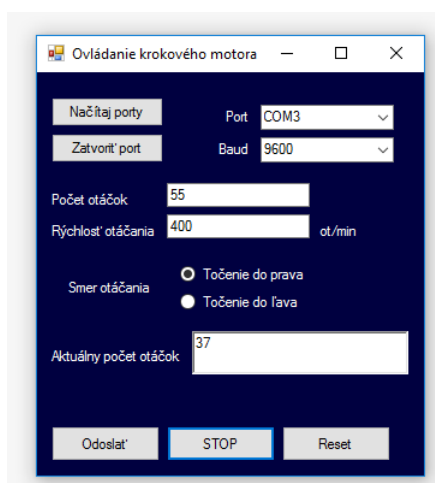 Ovládanie krokového motora
Načítaj porty
Port COM3
Zatvoriť port
Baud 9600
Počet otáčok 55
Rýchlosť otáčania 400 ot/min
Smer otáčania
Točenie do prava
Točenie do ľava
Aktuálny počet otáčok 37
Odoslať STOP Reset